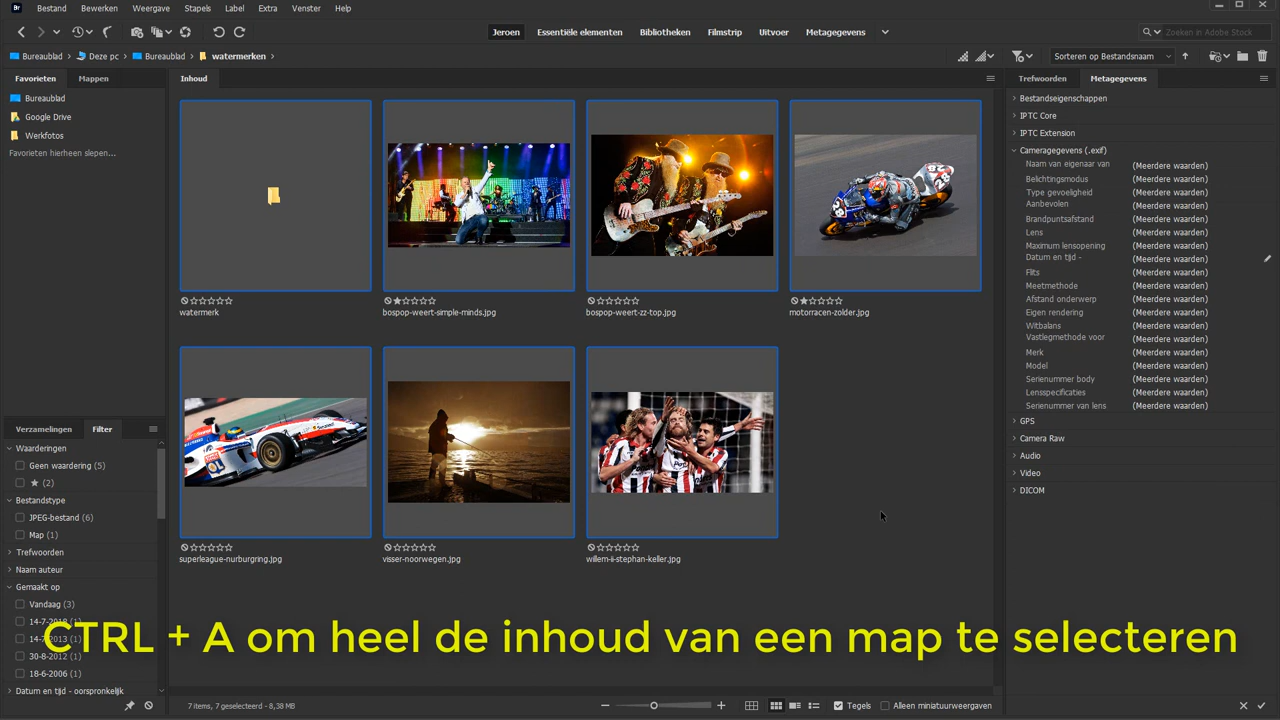 Br Bestand Bewerken Weergave Stapels Label Extra Venster Help
Jeroen Essentiële elementen Bibliotheken Filmstrip Uitvoer Metagegevens
Zoeken in Adobe Stock
Bureaublad Deze pc Bureaublad watermerken
Sorteren op Bestandsnaam
Favorieten Mappen
Bureaublad
Google Drive
Werkfotos
Favorieten hierheen slepen...
Inhoud
watermerk
bospop-weert-simple-minds.jpg
bospop-weert-zz-top.jpg
motorracen-zolder.jpg
superleague-nurburgring.jpg
visser-noorwegen.jpg
willem-ii-stephan-keller.jpg
Trefwoorden Metagegevens
Bestandseigenschappen
IPTC Core
IPTC Extension
Cameragegevens (.exif)
Naam van eigenaar van (Meerdere waarden)
Belichtingsmodus (Meerdere waarden)
Type gevoeligheid (Meerdere waarden)
Aanbevolen (Meerdere waarden)
Brandpuntsafstand (Meerdere waarden)
Lens (Meerdere waarden)
Maximum lensopening (Meerdere waarden)
Datum en tijd - (Meerdere waarden)
Flits (Meerdere waarden)
Meetmethode (Meerdere waarden)
Afstand onderwerp (Meerdere waarden)
Eigen rendering (Meerdere waarden)
Witbalans (Meerdere waarden)
Vastlegmethode voor (Meerdere waarden)
Merk (Meerdere waarden)
Model (Meerdere waarden)
Serienummer body (Meerdere waarden)
Lensspecificaties (Meerdere waarden)
Serienummer van lens (Meerdere waarden)
GPS
Camera Raw
Audio
Video
DICOM
Verzamelingen Filter
Waarderingen
Geen waardering (5)
★ (2)
Bestandstype
JPEG-bestand (6)
Map (1)
Trefwoorden
Naam auteur
Gemaakt op
Vandaag (3)
14-7-2018 (1)
14-7-2013 (1)
30-8-2012 (1)
18-6-2006 (1)
Datum en tijd - oorspronkelijk
CTRL + A om heel de inhoud van een map te selecteren
7 items, 7 geselecteerd - 8,38 MB
Tegels Alleen miniatuurweergaven